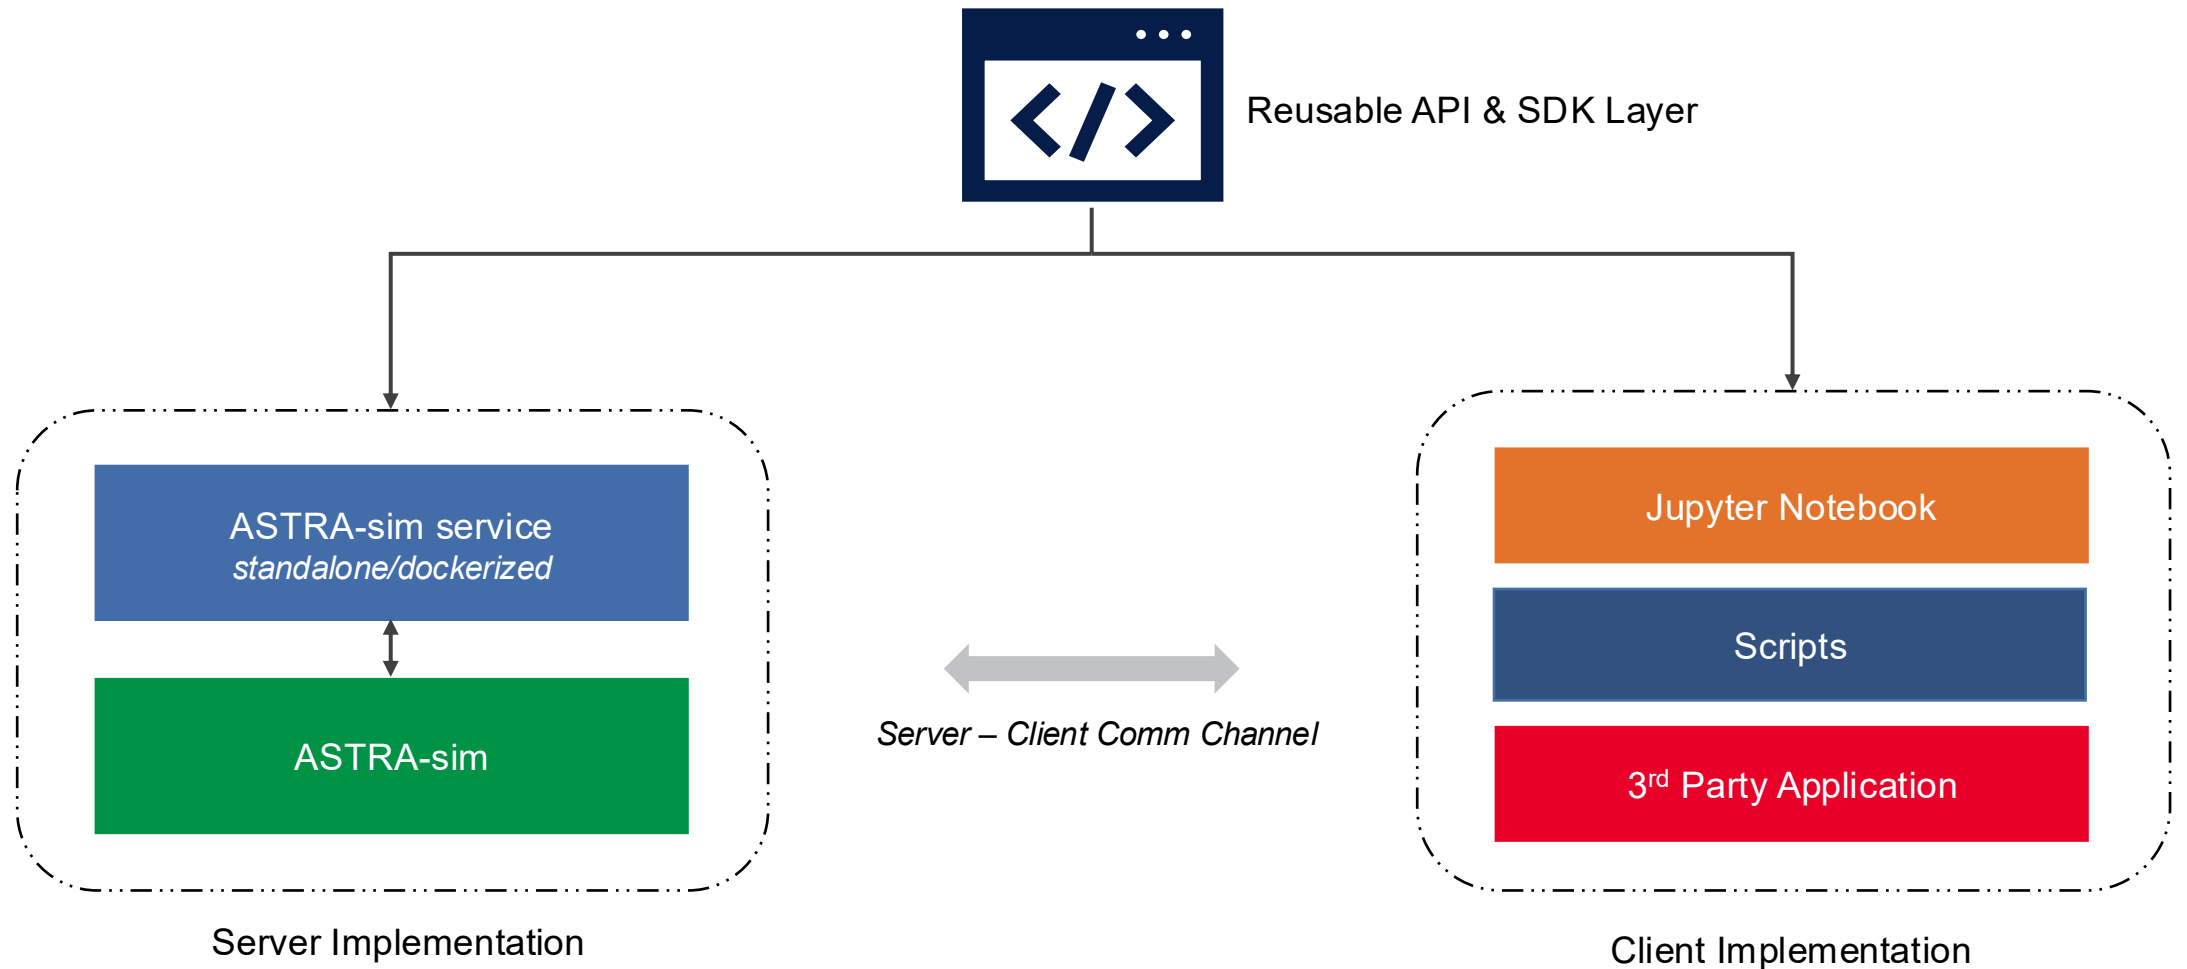 </>
Reusable API & SDK Layer
ASTRA-sim service
standalone/dockerized
ASTRA-sim
Server Implementation
Server – Client Comm Channel
Jupyter Notebook
Scripts
3rd Party Application
Client Implementation